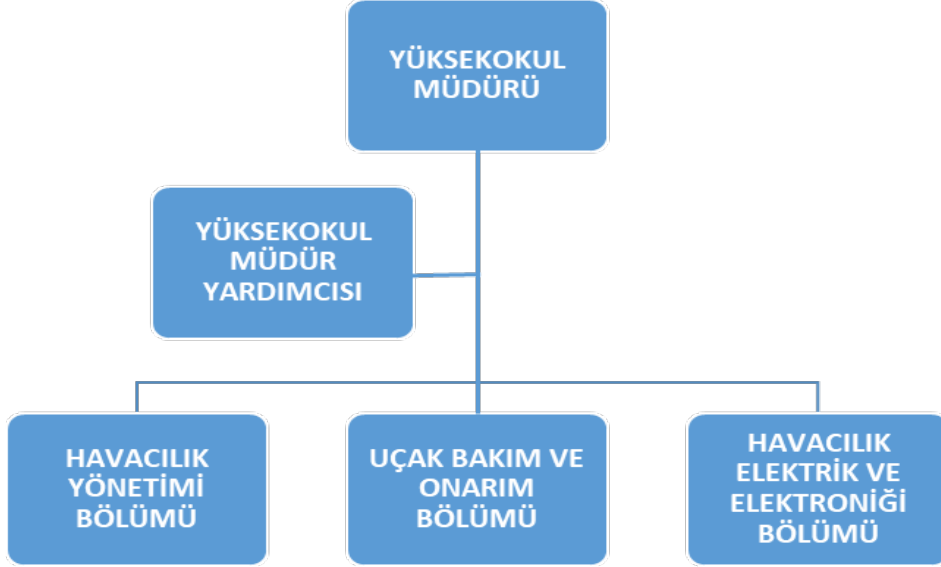 YÜKSEKOKUL
MÜDÜRÜ
YÜKSEKOKUL
MÜDÜR
YARDIMCISI
HAVACILIK
YÖNETİMİ
BÖLÜMÜ
UÇAK BAKIM VE
ONARIM
BÖLÜMÜ
HAVACILIK
ELEKTRİK VE
ELEKTRONİĞİ
BÖLÜMÜ